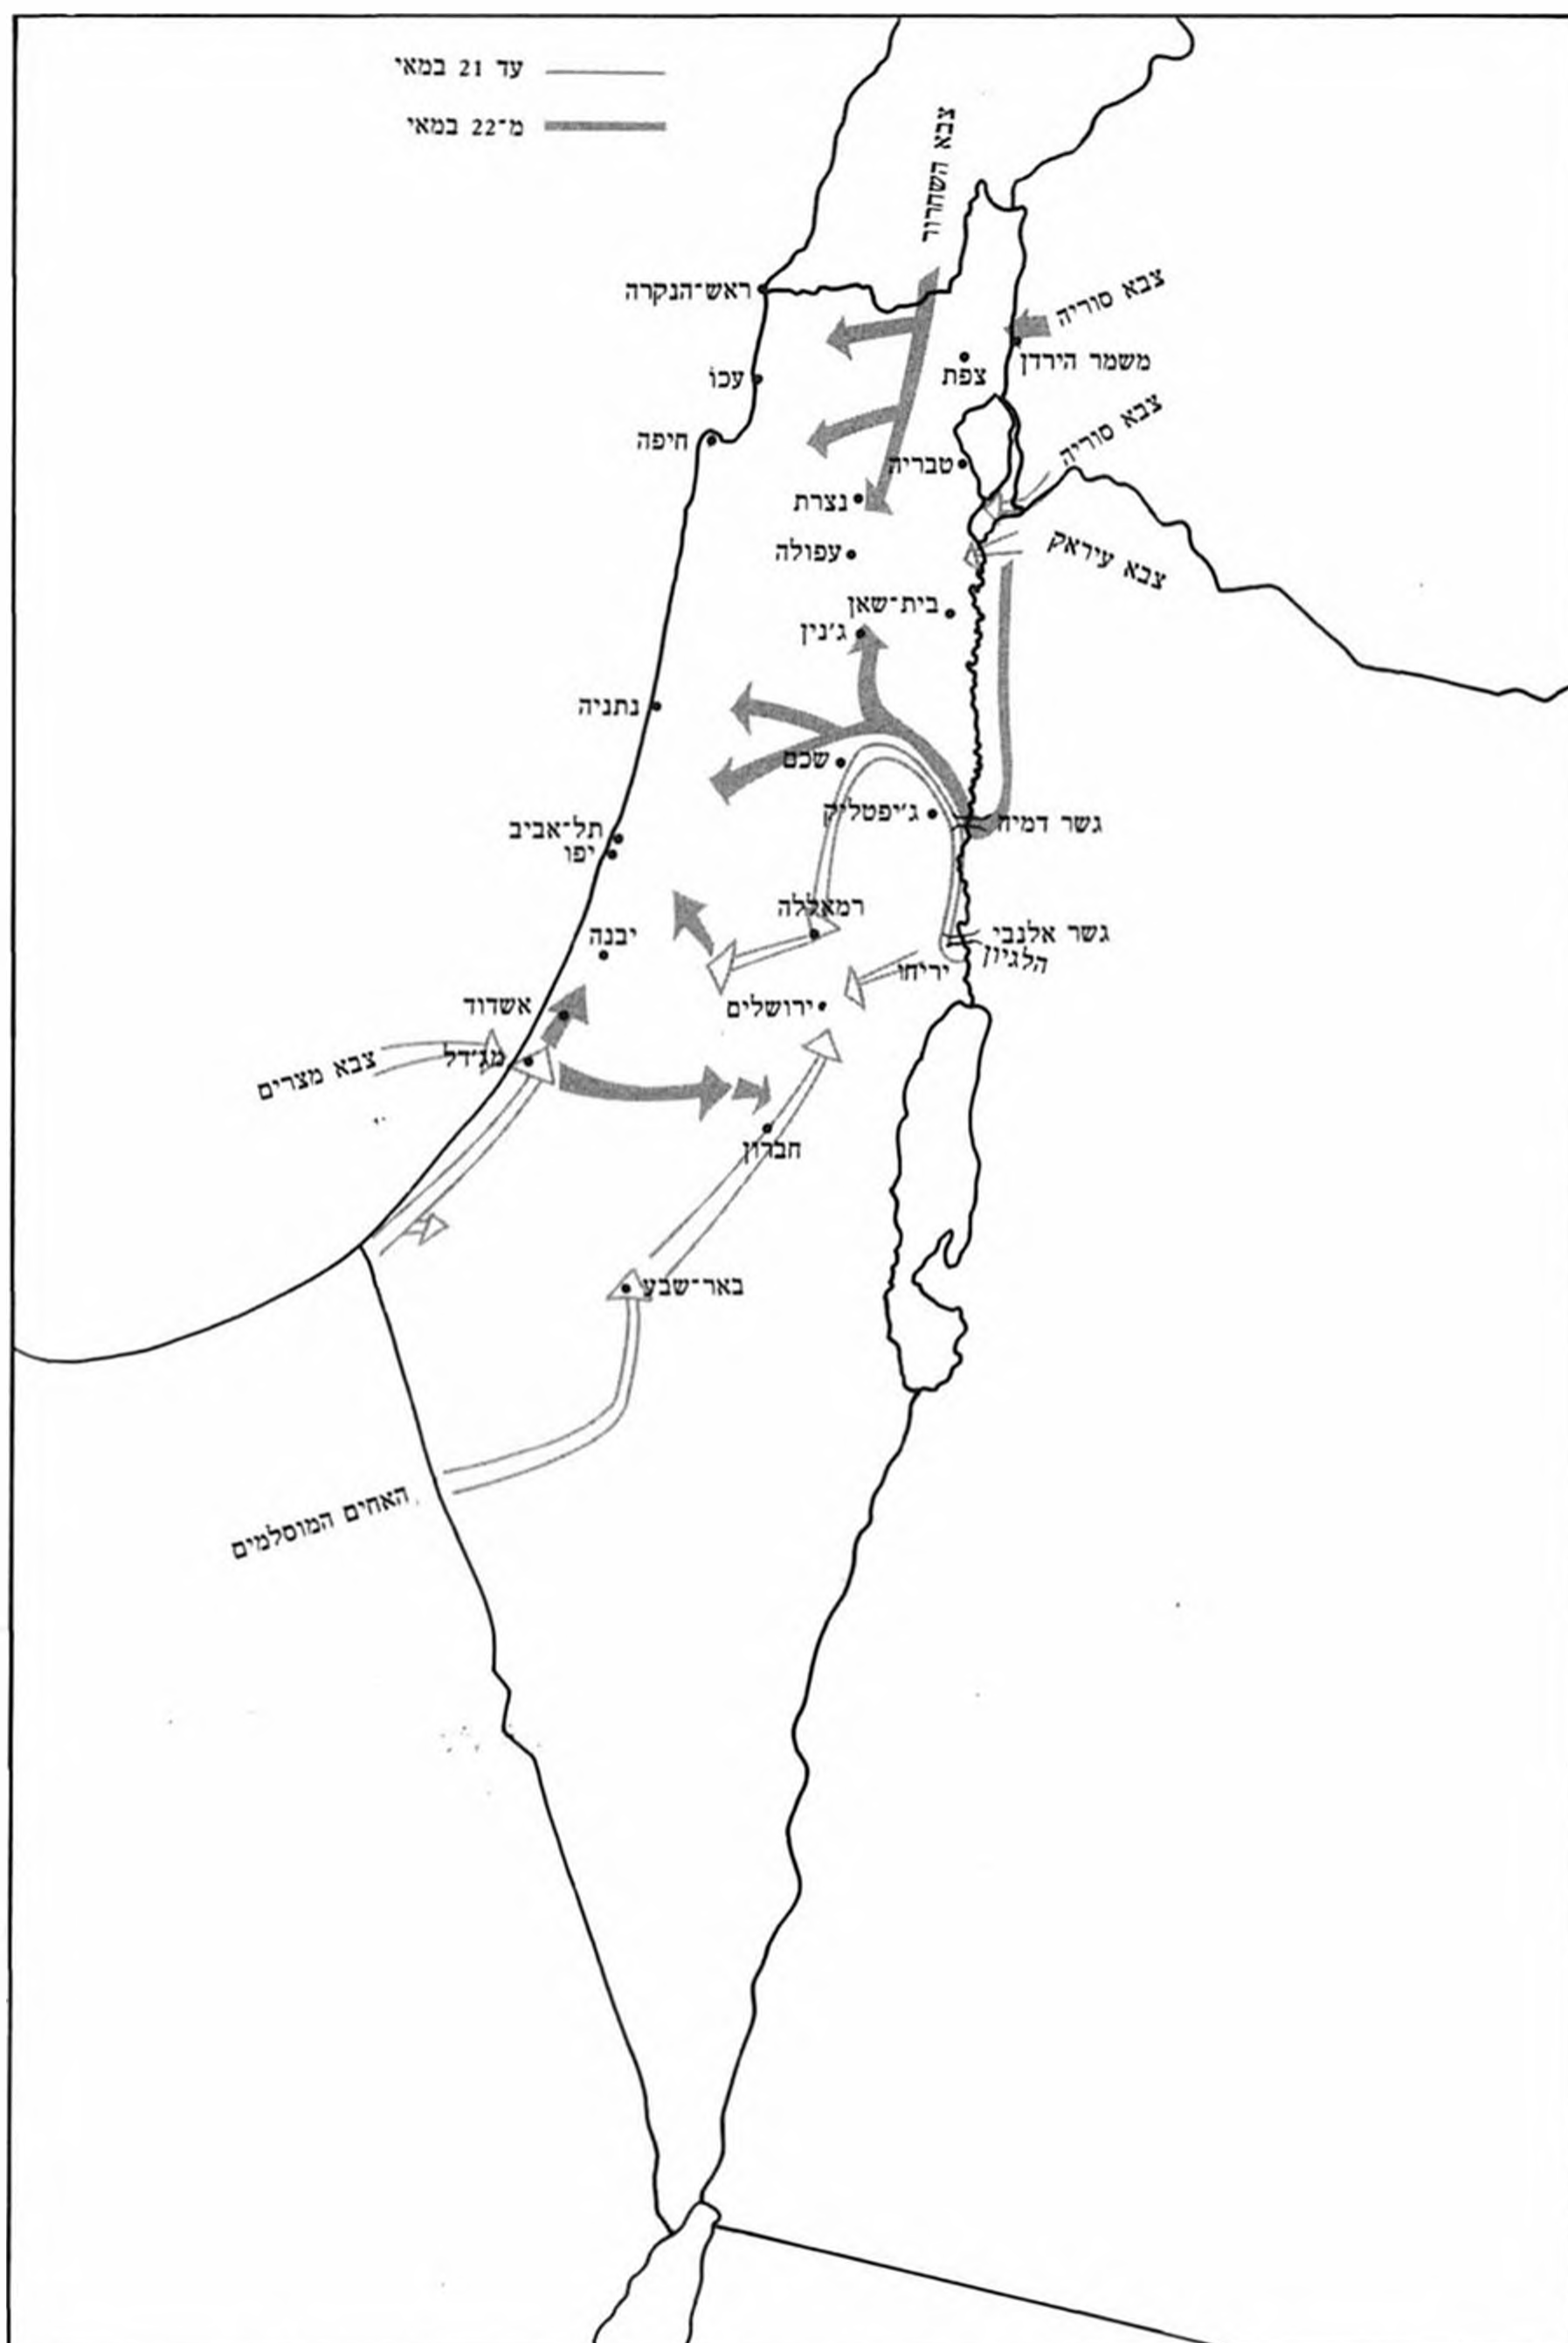 עד 21 במאי
מ־22 במאי
צבא השחרור
ראש־הנקרה
צבא סוריה
משמר הירדן
צפת
עכו
צבא סוריה
חיפה
טבריה
נצרת
צבא עיראק
עפולה
בית־שאן
ג׳נין
נתניה
שכם
ג׳יפטליק
גשר דמיה
תל־אביב
יפו
רמאללה
גשר אלנבי
יבנה
הלגיון
יריחו
ירושלים
אשדוד
מג׳דל
צבא מצרים
חברון
באר־שבע
האחים המוסלמים